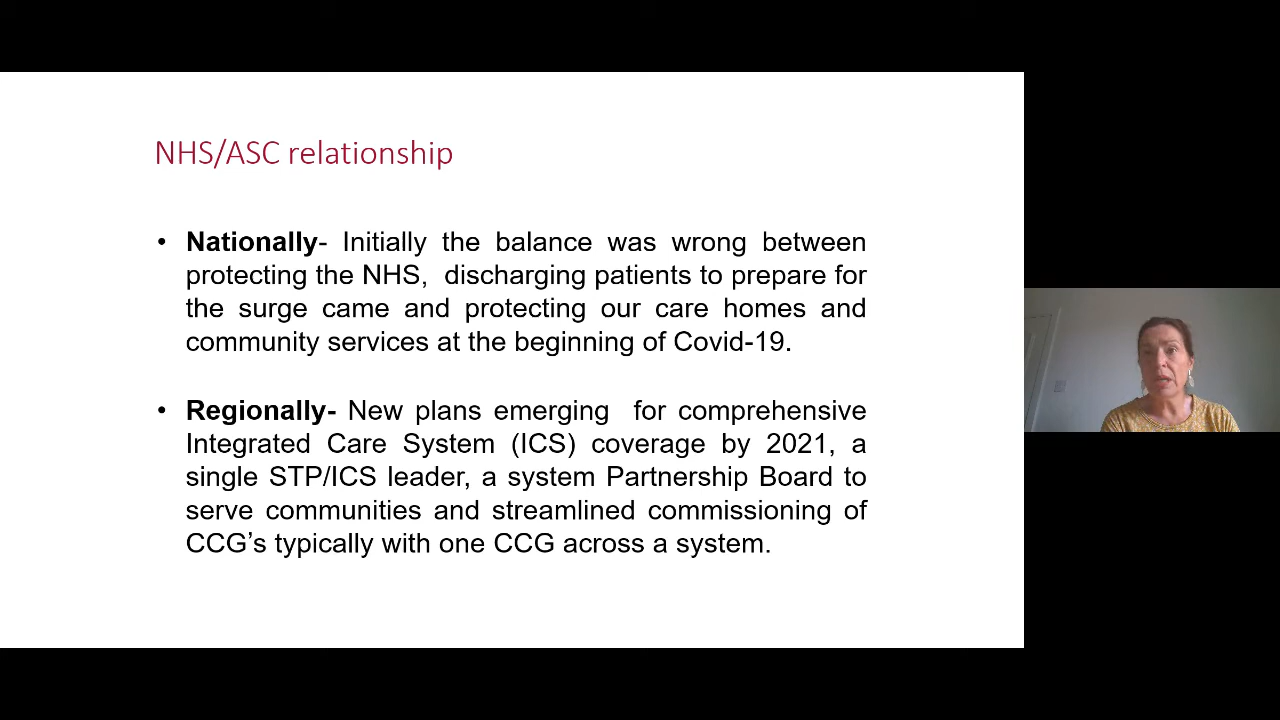 NHS/ASC relationship
• Nationally- Initially the balance was wrong between
protecting the NHS, discharging patients to prepare for
the surge came and protecting our care homes and
community services at the beginning of Covid-19.
• Regionally- New plans emerging for comprehensive
Integrated Care System (ICS) coverage by 2021, a
single STP/ICS leader, a system Partnership Board to
serve communities and streamlined commissioning of
CCG’s typically with one CCG across a system.